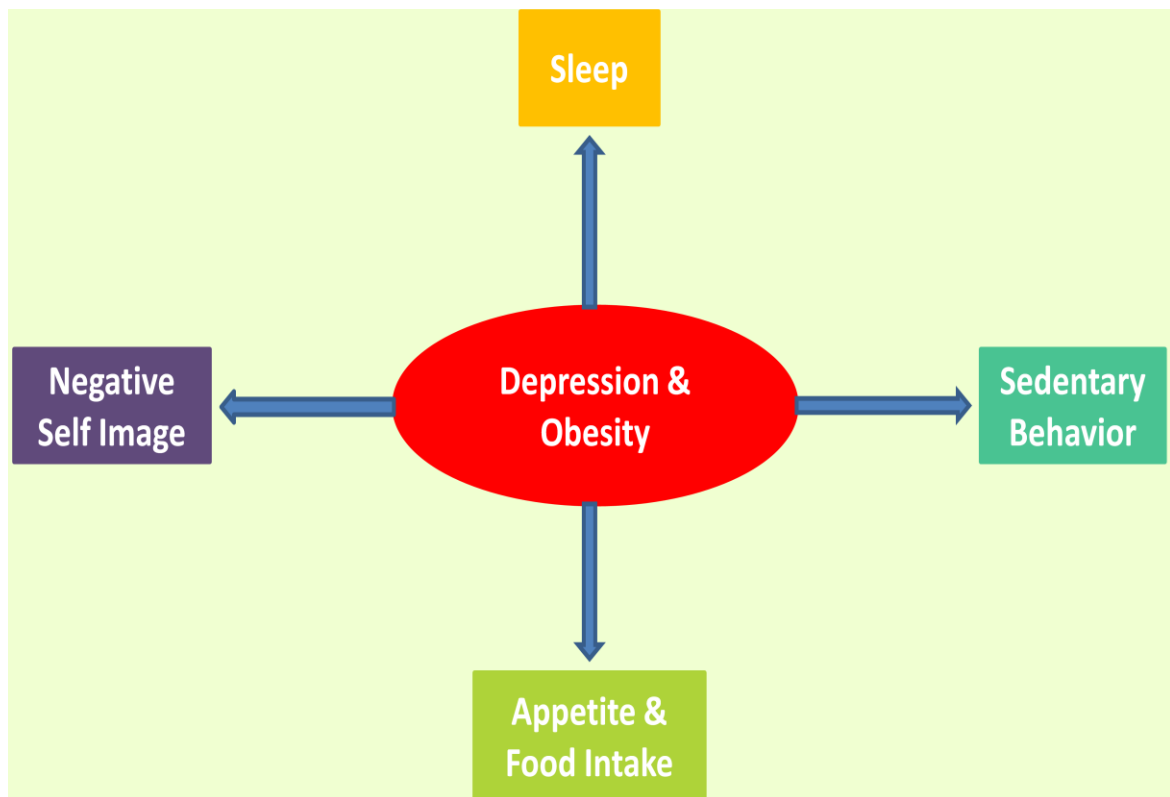 Sleep
Negative
Self Image
Depression &
Obesity
Sedentary
Behavior
Appetite &
Food Intake